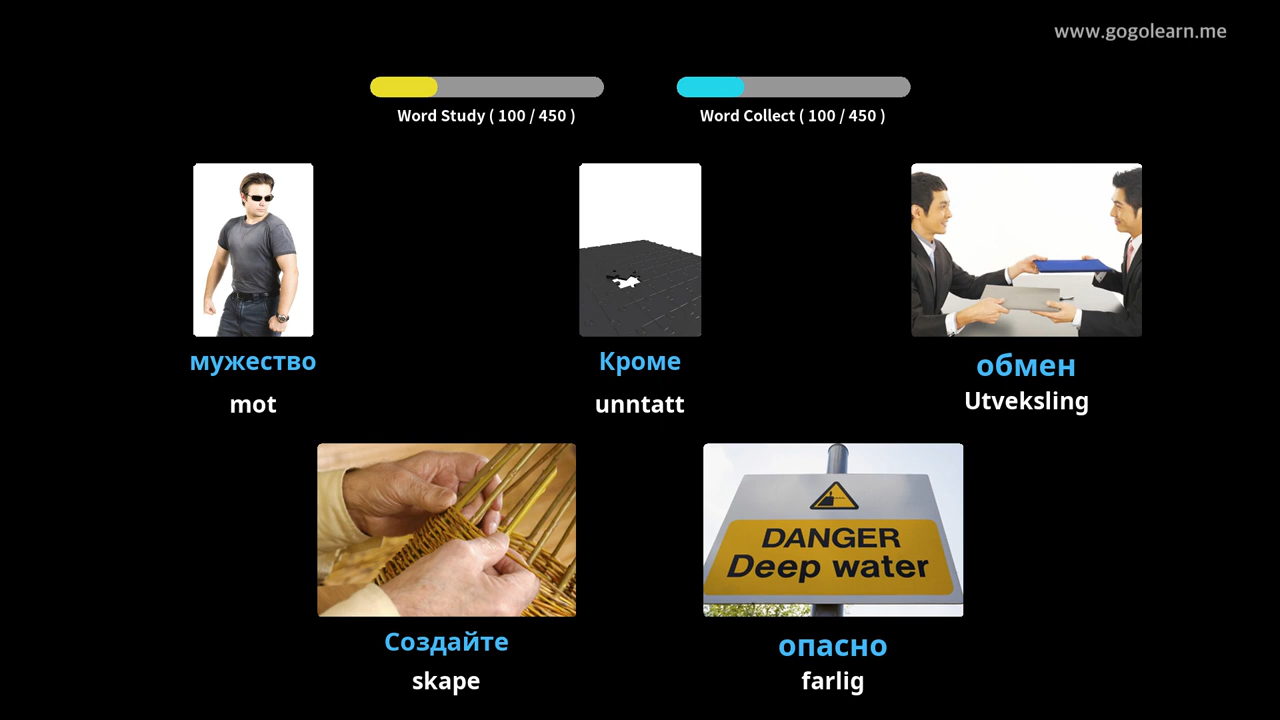 www.gogolearn.me
Word Study ( 100 / 450 )
Word Collect ( 100 / 450 )
мужество
mot
Кроме
unntatt
обмен
Utveksling
DANGER
Deep water
Создайте
skape
опасно
farlig